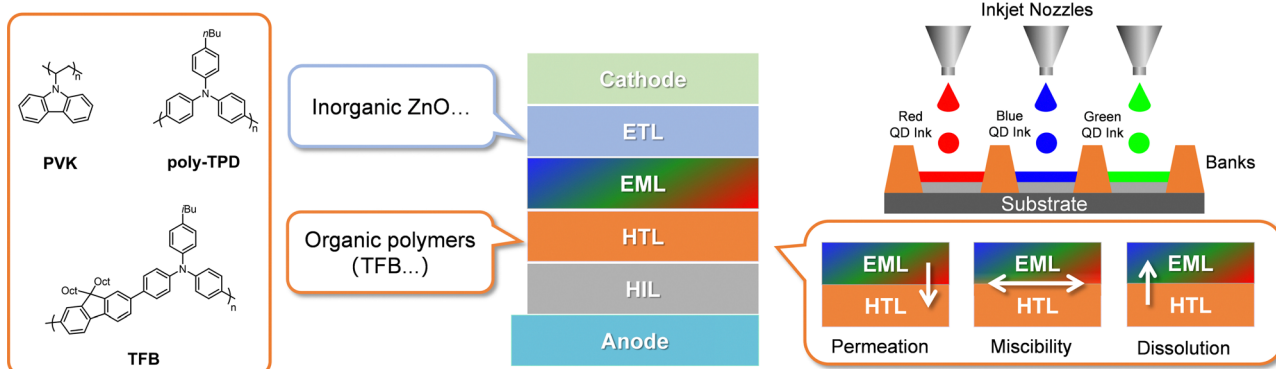 nBu
N
n
N
n
PVK
poly-TPD
iBu
Oct
Oct
N
n
TFB
Inorganic ZnO…
Organic polymers
(TFB...)
Cathode
ETL
EML
HTL
HIL
Anode
Inkjet Nozzles
Red
QD Ink
Blue
QD Ink
Green
QD Ink
Banks
Substrate
EML
HTL
Permeation
EML
HTL
Miscibility
EML
HTL
Dissolution